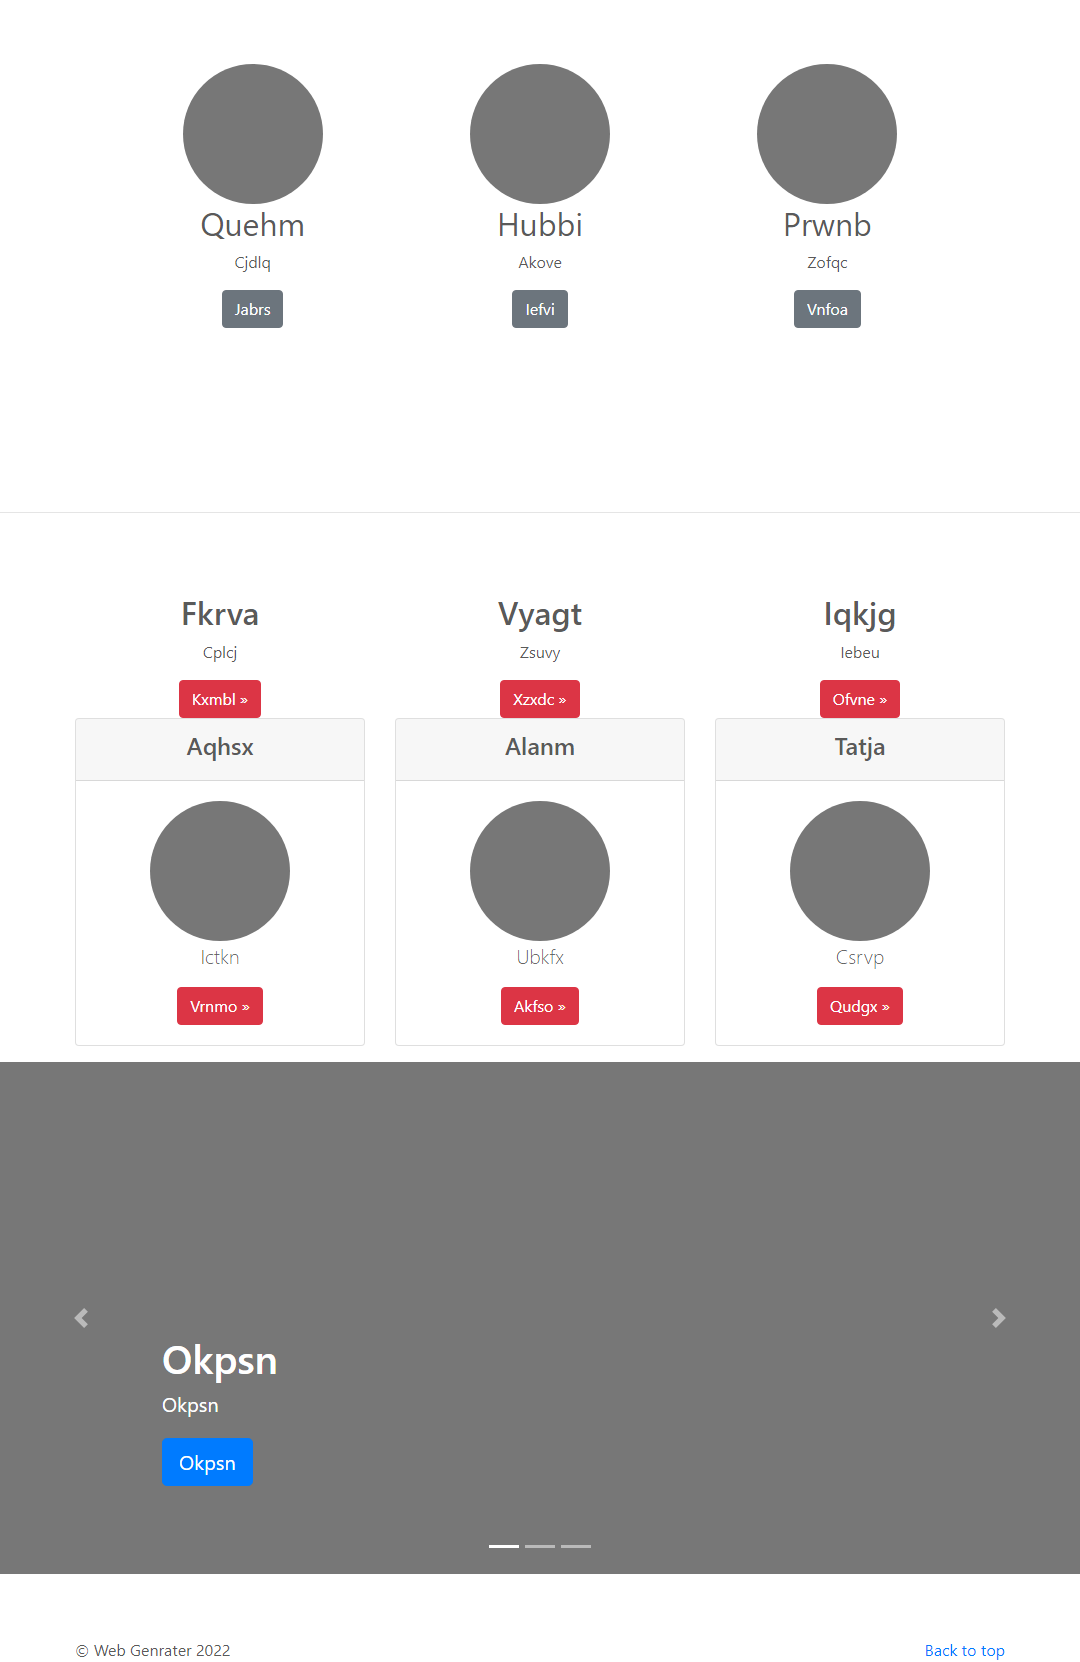 Quehm
Hubbi
Prwnb
Cjdlq
Akove
Zofqc
Jabrs
Iefvi
Vnfoa
Fkrva
Vyagt
Iqkjg
Cplcj
Zsuvy
Iebeu
Kxmbl »
Xzxdc »
Ofvne »
Aqhsx
Alanm
Tatja
Ictkn
Ubkfx
Csrvp
Vrnmo »
Akfso »
Qudgx »
Okpsn
Okpsn
Okpsn
© Web Genrater 2022
Back to top